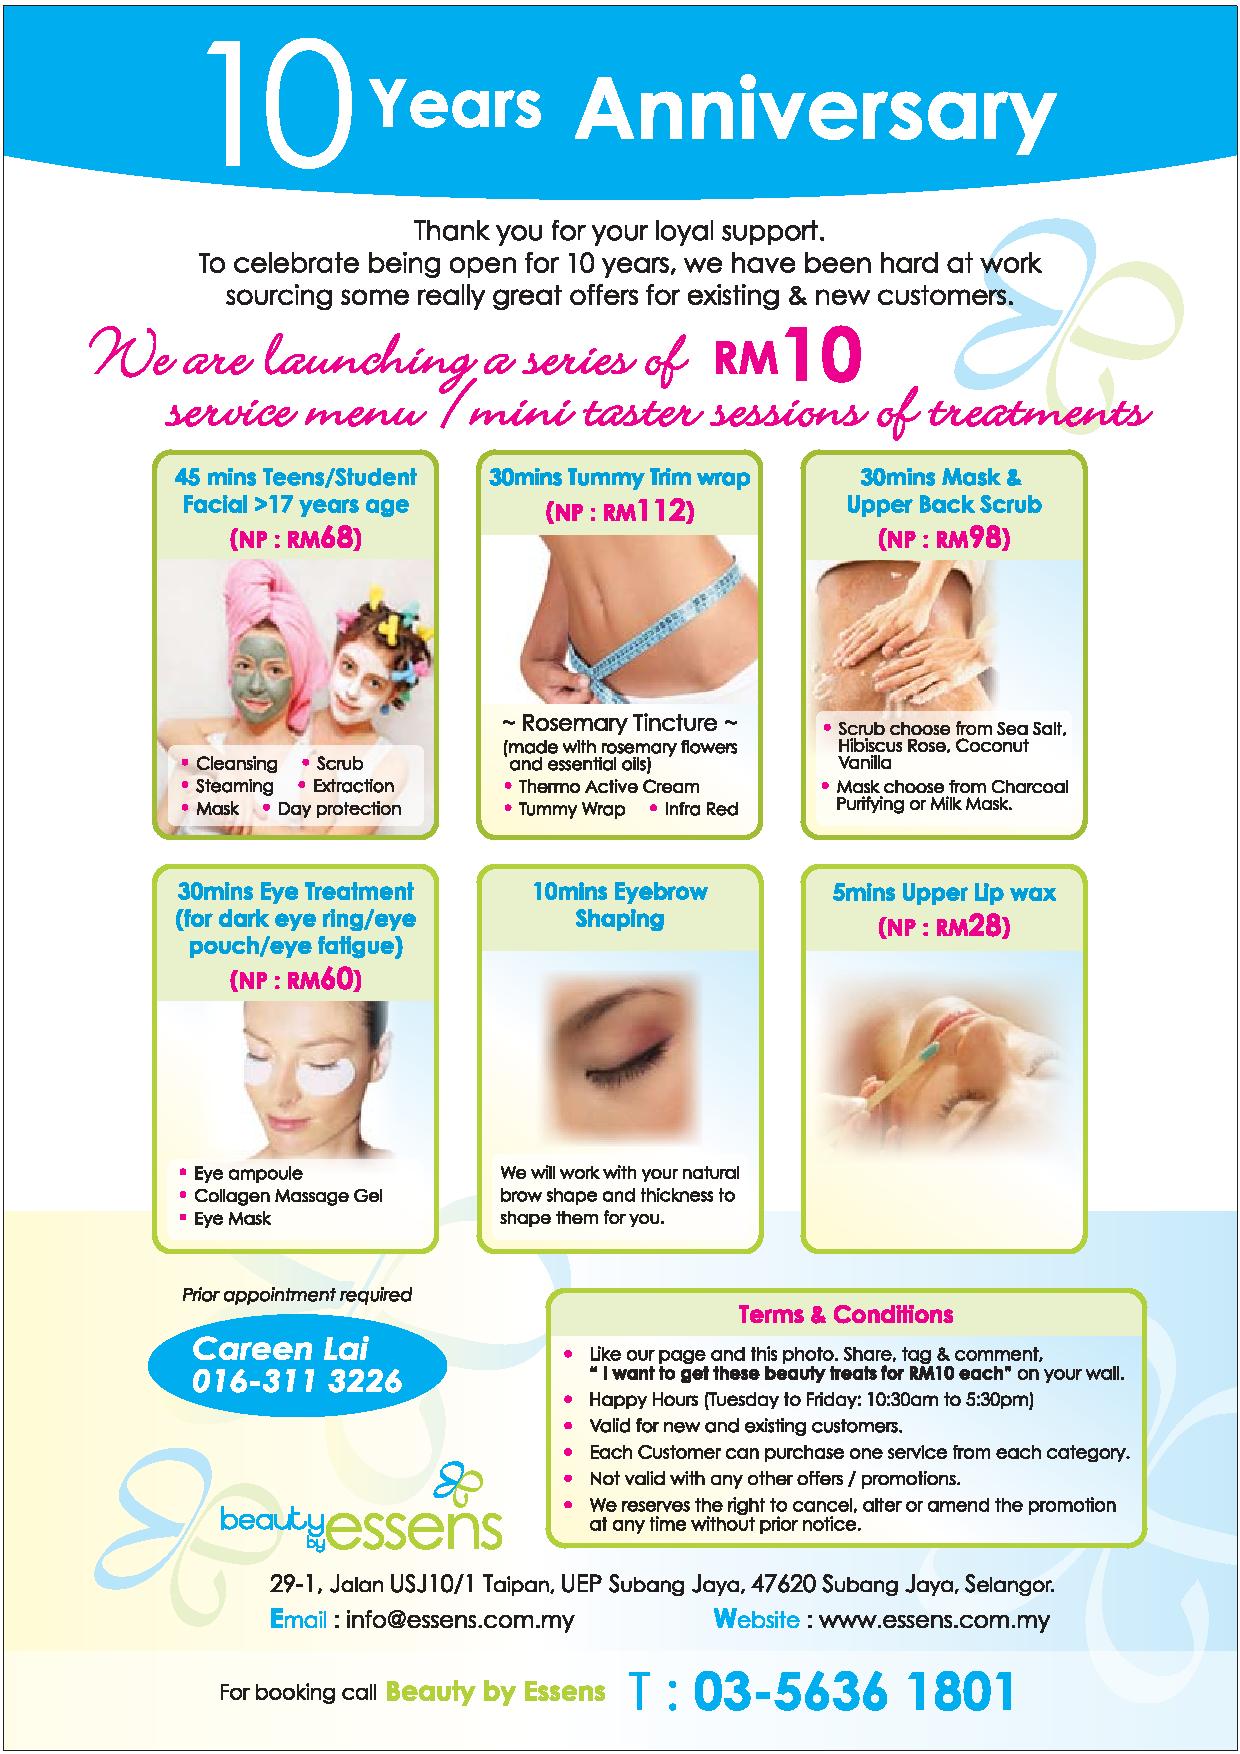 10 Years Anniversary
Thank you for your loyal support.
To celebrate being open for 10 years, we have been hard at work
sourcing some really great offers for existing & new customers.
We are launching a series of RM10
service menu / mini taster sessions of treatments
45 mins Teens/Student
Facial >17 years age
(NP : RM68)
• Cleansing • Scrub
• Steaming • Extraction
• Mask • Day protection
30mins Tummy Trim wrap
(NP : RM112)
~ Rosemary Tincture ~
(made with rosemary flowers
and essential oils)
• Thermo Active Cream
• Tummy Wrap • Infra Red
30mins Mask &
Upper Back Scrub
(NP : RM98)
• Scrub choose from Sea Salt,
Hibiscus Rose, Coconut
Vanilla
• Mask choose from Charcoal
Purifying or Milk Mask.
30mins Eye Treatment
(for dark eye ring/eye
pouch/eye fatigue)
(NP : RM60)
• Eye ampoule
• Collagen Massage Gel
• Eye Mask
10mins Eyebrow
Shaping
We will work with your natural
brow shape and thickness to
shape them for you.
5mins Upper Lip wax
(NP : RM28)
Prior appointment required
Careen Lai
016-311 3226
beauty by essens
Terms & Conditions
• Like our page and this photo. Share, tag & comment,
" I want to get these beauty treats for RM10 each" on your wall.
• Happy Hours (Tuesday to Friday: 10:30am to 5:30pm)
• Valid for new and existing customers.
• Each Customer can purchase one service from each category.
• Not valid with any other offers / promotions.
• We reserves the right to cancel, alter or amend the promotion
at any time without prior notice.
29-1, Jalan USJ10/1 Taipan, UEP Subang Jaya, 47620 Subang Jaya, Selangor.
Email : info@essens.com.my Website : www.essens.com.my
For booking call Beauty by Essens T : 03-5636 1801